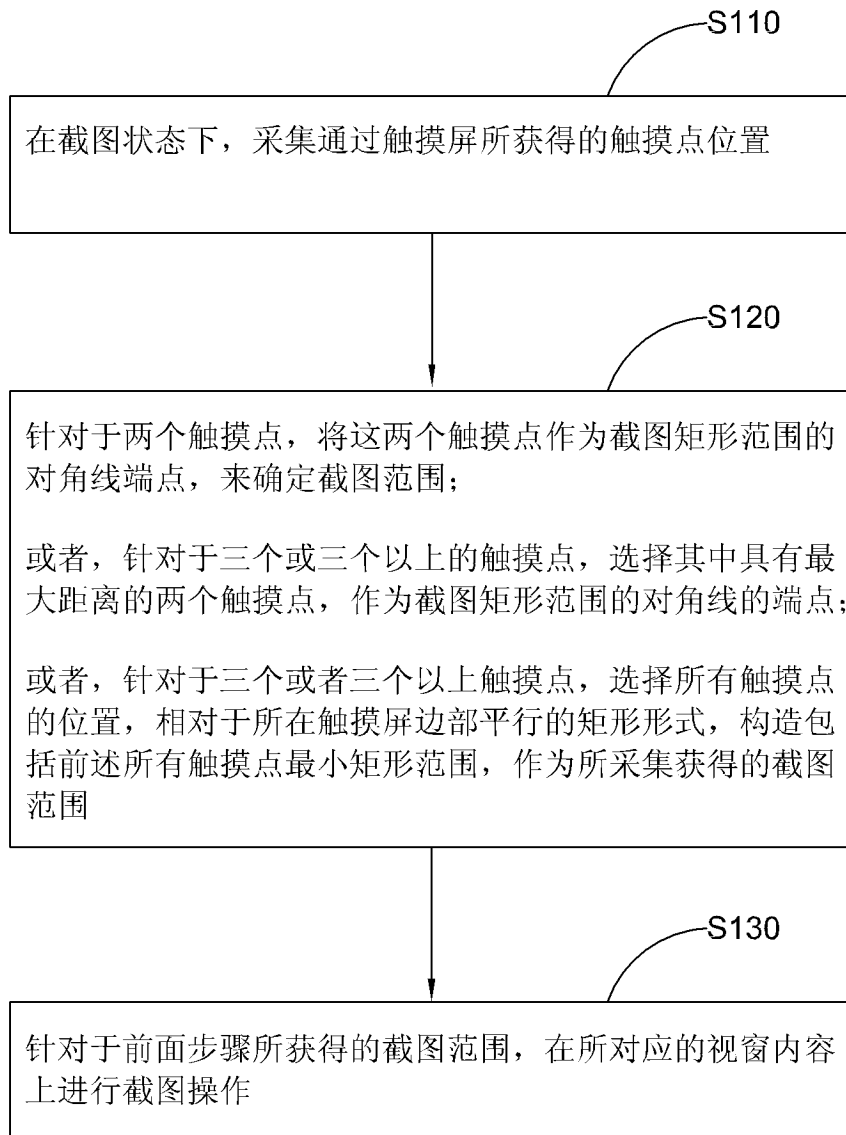 S110
在截图状态下，采集通过触摸屏所获得的触摸点位置
S120
针对于两个触摸点，将这两个触摸点作为截图矩形范围的
对角线端点，来确定截图范围；
或者，针对于三个或三个以上的触摸点，选择其中具有最
大距离的两个触摸点，作为截图矩形范围的对角线的端点；
或者，针对于三个或者三个以上触摸点，选择所有触摸点
的位置，相对于所在触摸屏边部平行的矩形形式，构造包
括前述所有触摸点最小矩形范围，作为所采集获得的截图
范围
S130
针对于前面步骤所获得的截图范围，在所对应的视窗内容
上进行截图操作